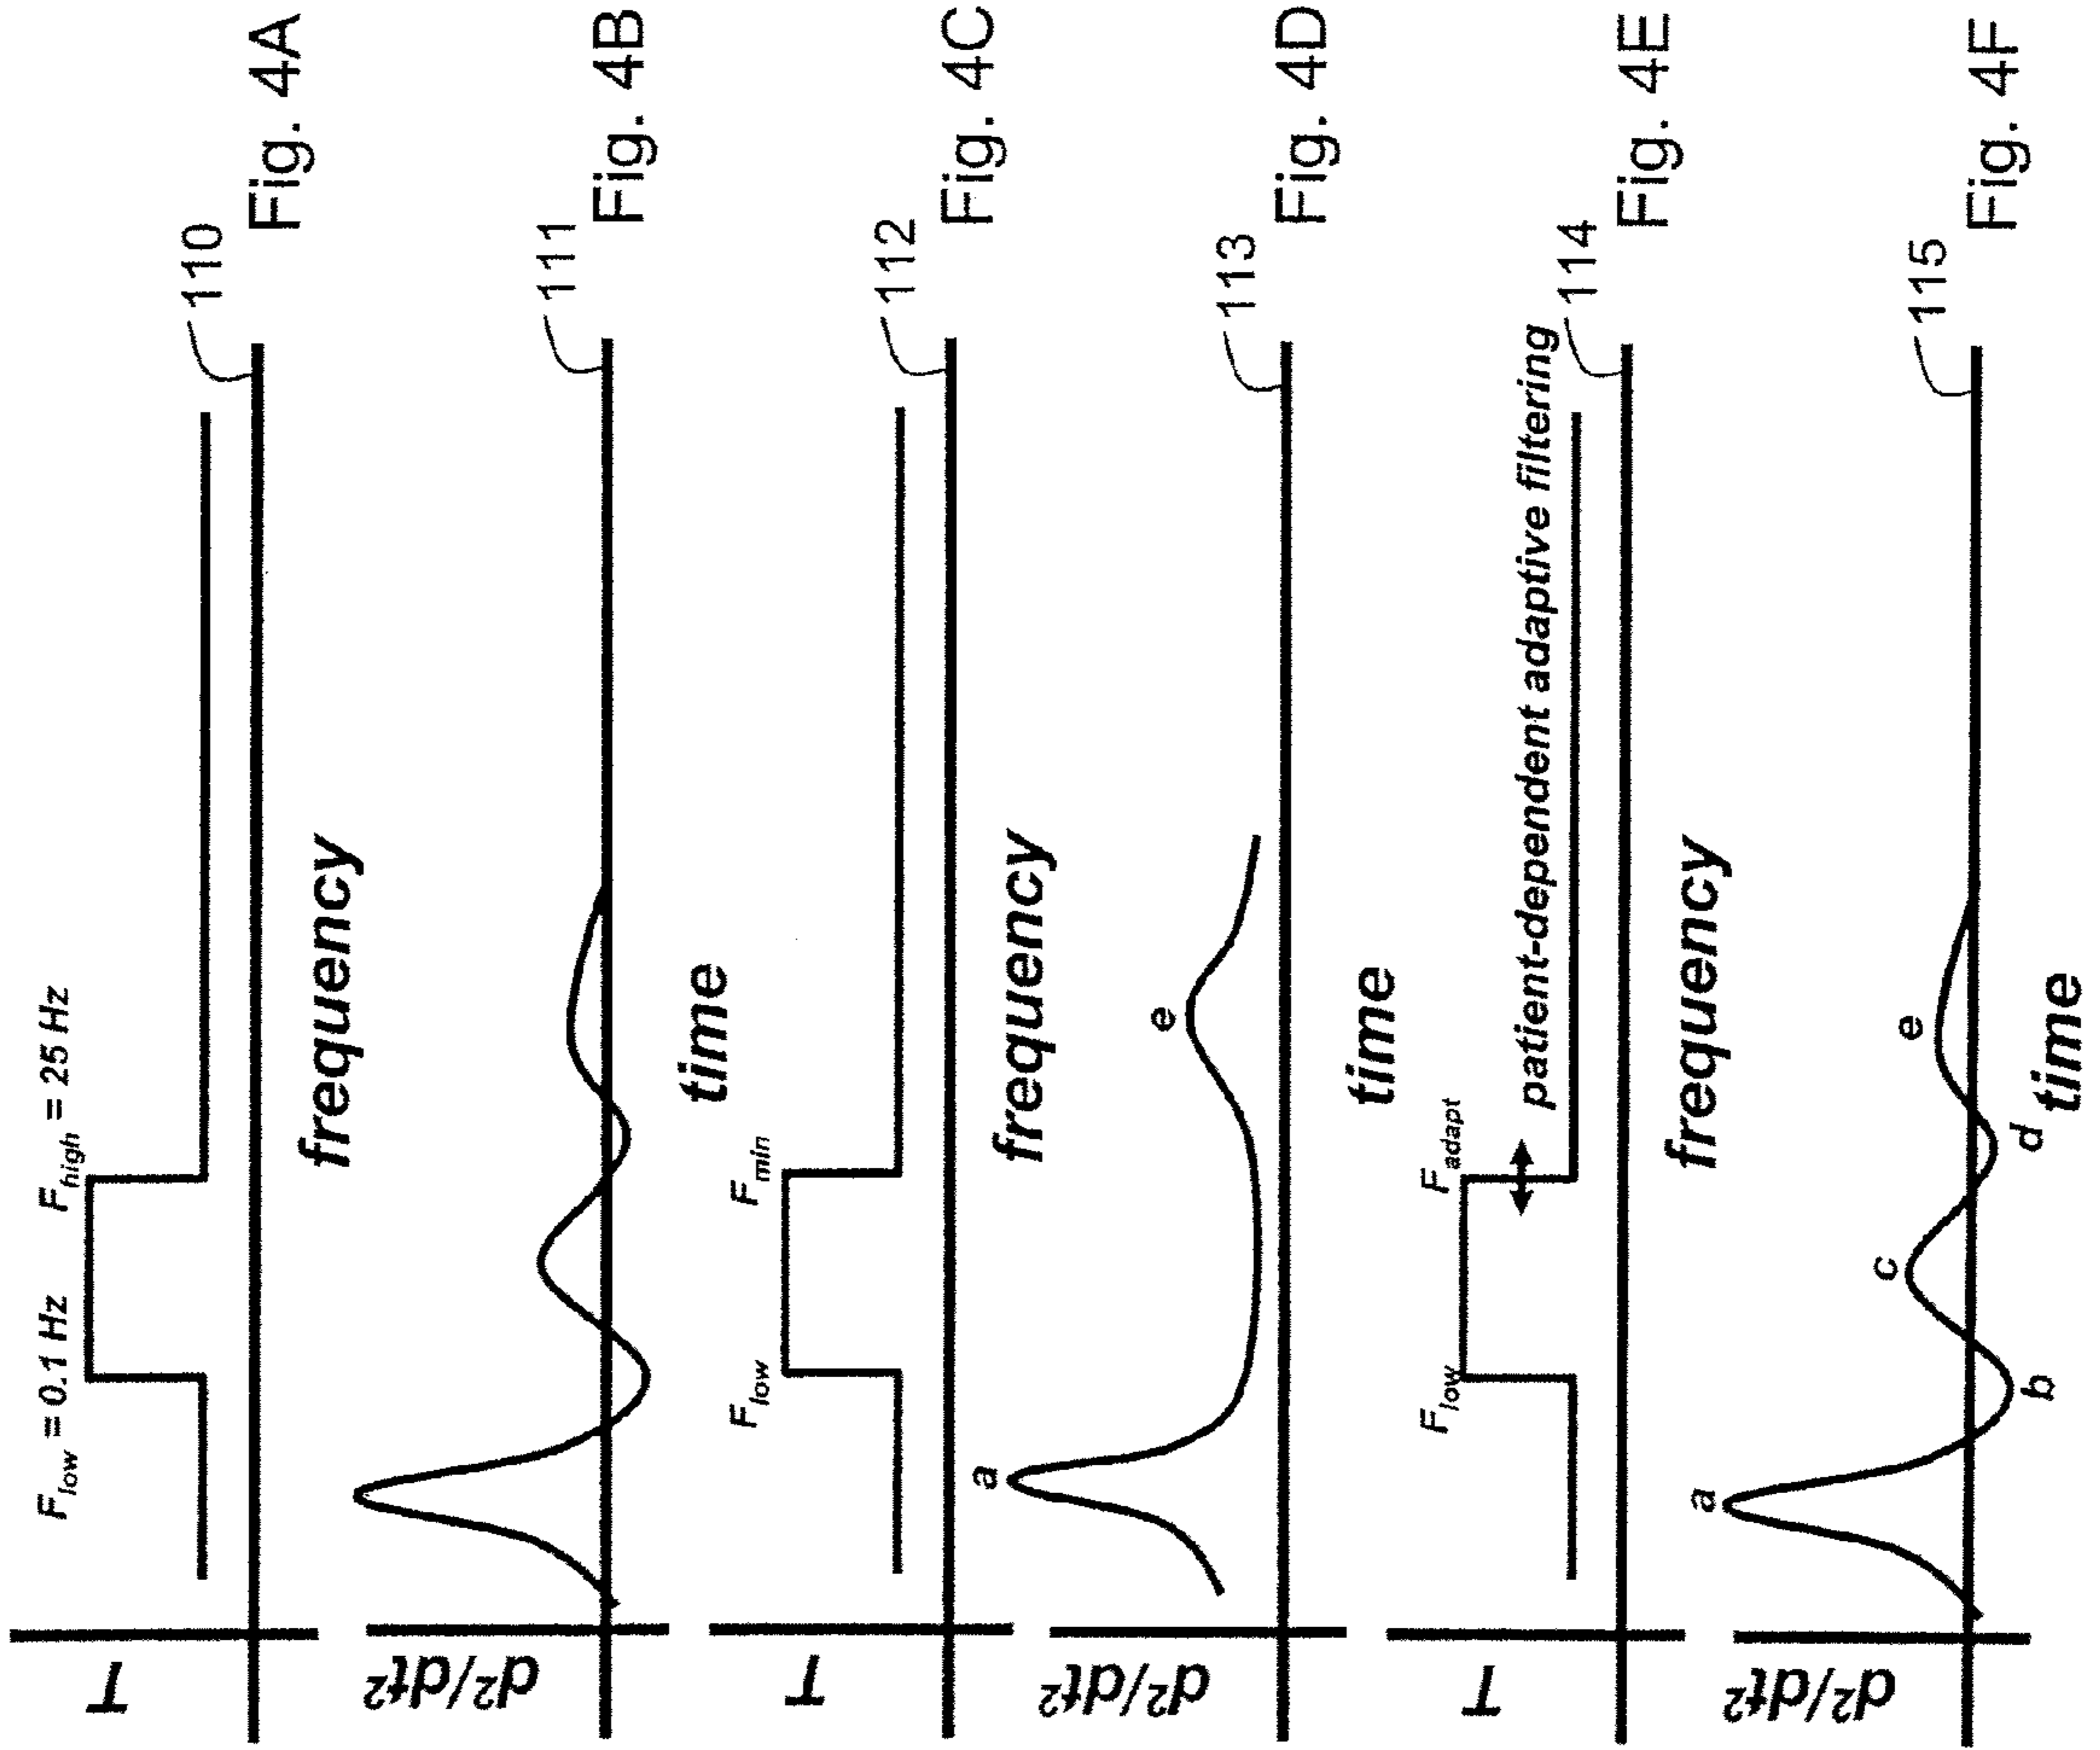 F_low = 0.1 Hz F_high = 25 Hz
T
110
frequency
Fig. 4A
d²/dt²
111
time
Fig. 4B
F_low F_min
T
112
frequency
Fig. 4C
a
e
d²/dt²
113
time
Fig. 4D
F_low F_adapt
patient-dependent adaptive filtering
T
114
frequency
Fig. 4E
a
b
c
d
e
d²/dt²
115
time
Fig. 4F